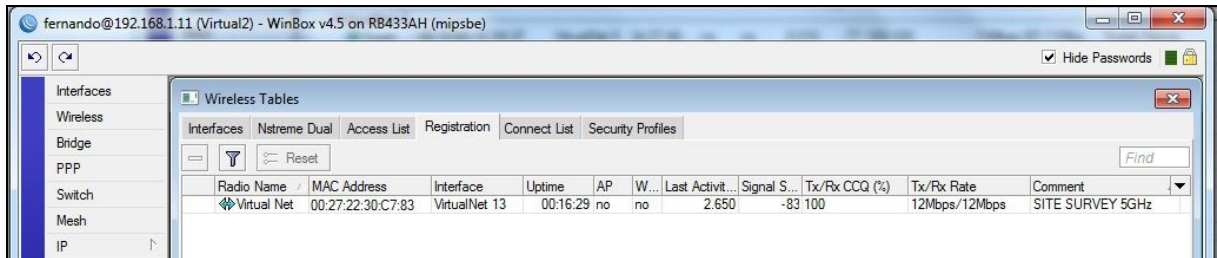 fernando@192.168.1.11 (Virtual2) - WinBox v4.5 on RB433AH (mipsbe)
Hide Passwords
Interfaces
Wireless
Bridge
PPP
Switch
Mesh
IP
Wireless Tables
Interfaces Nstreme Dual Access List Registration Connect List Security Profiles
Reset Find
Radio Name MAC Address Interface Uptime AP W... Last Activit... Signal S... Tx/Rx CCQ (%) Tx/Rx Rate Comment
Virtual Net 00:27:22:30:C7:83 VirtualNet 13 00:16:29 no no 2.650 -83 100 12Mbps/12Mbps SITE SURVEY 5GHz